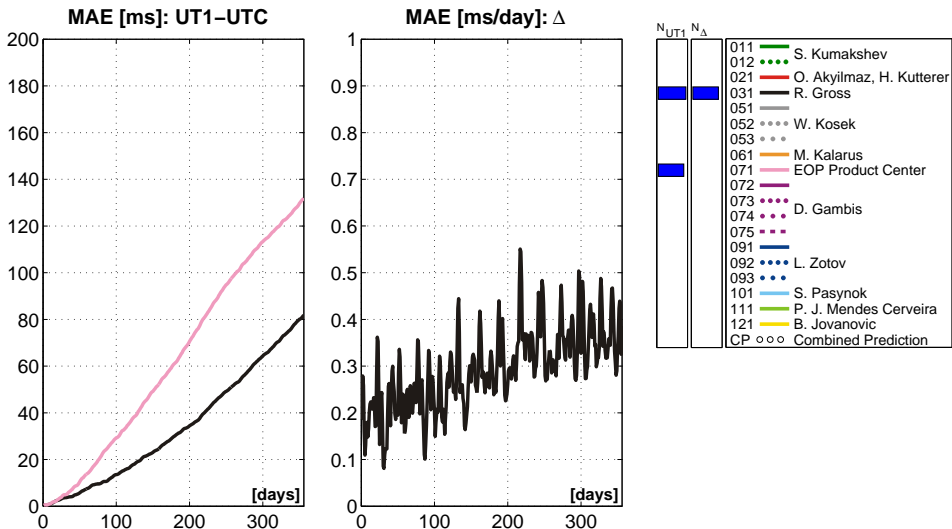 MAE [ms]: UT1−UTC
200
180
160
140
120
100
80
60
40
20
0
0 100 200 300
[days]
MAE [ms/day]: Δ
1
0.9
0.8
0.7
0.6
0.5
0.4
0.3
0.2
0.1
0
0 100 200 300
[days]
N UT1 N Δ
011
S. Kumakshev
012
021 O. Akyilmaz, H. Kutterer
031 R. Gross
051
052 W. Kosek
053
061 M. Kalarus
071 EOP Product Center
072
073
D. Gambis
074
075
091
092 L. Zotov
093
101 S. Pasynok
111 P. J. Mendes Cerveira
121 B. Jovanovic
CP Combined Prediction